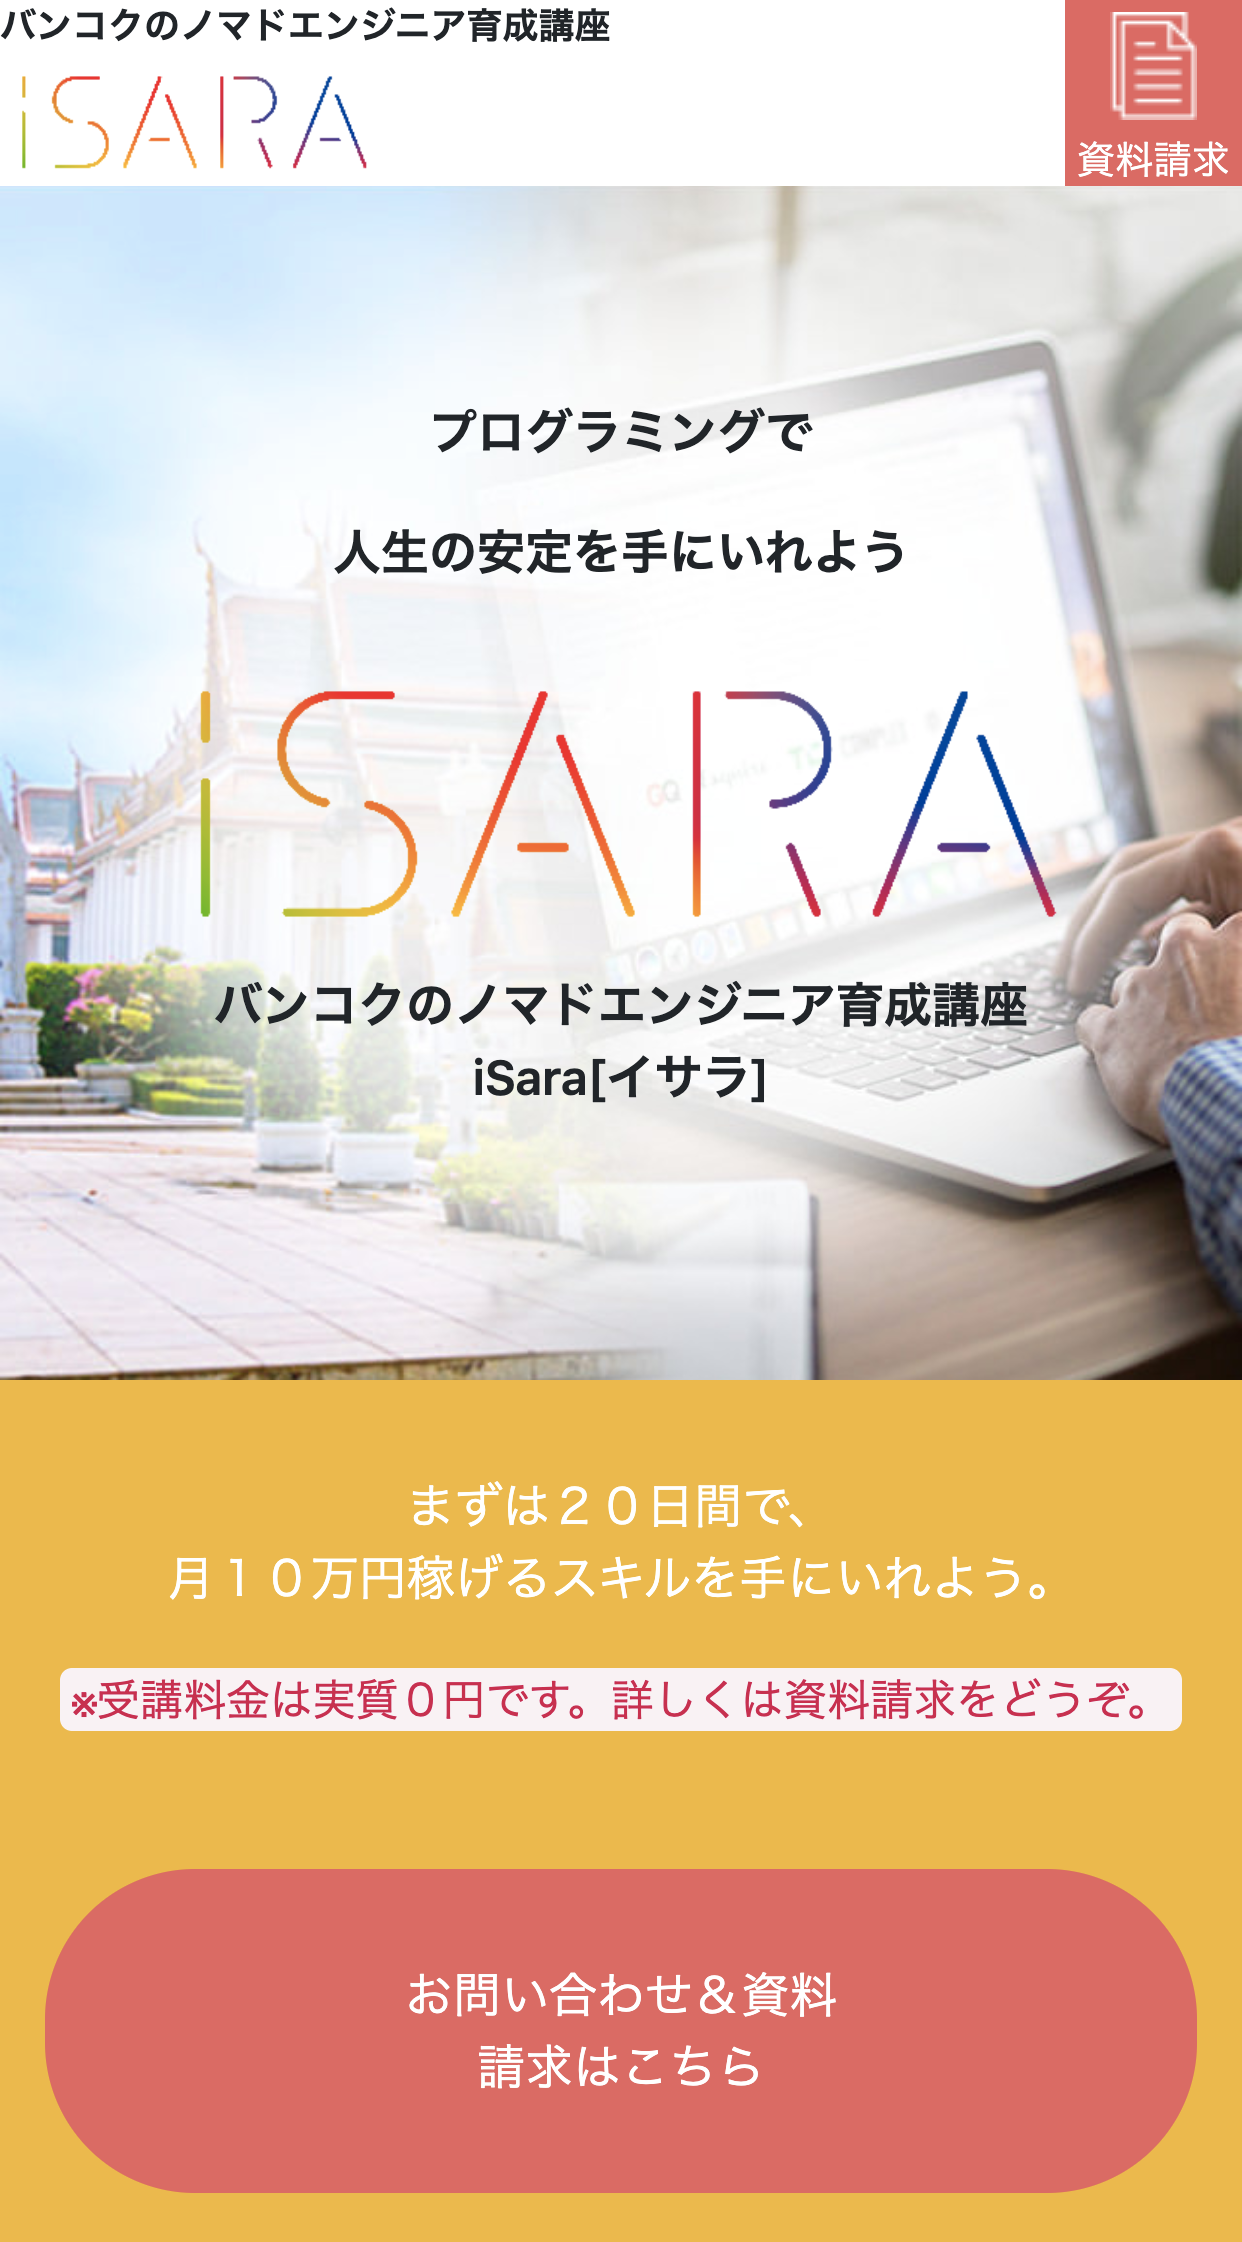 バンコクのノマドエンジニア育成講座
iSARA
資料請求
プログラミングで
人生の安定を手にいれよう
iSARA
GQ Esquire
バンコクのノマドエンジニア育成講座
iSara[イサラ]
まずは２０日間で、
月１０万円稼げるスキルを手にいれよう。
※受講料金は実質０円です。詳しくは資料請求をどうぞ。
お問い合わせ＆資料
請求はこちら